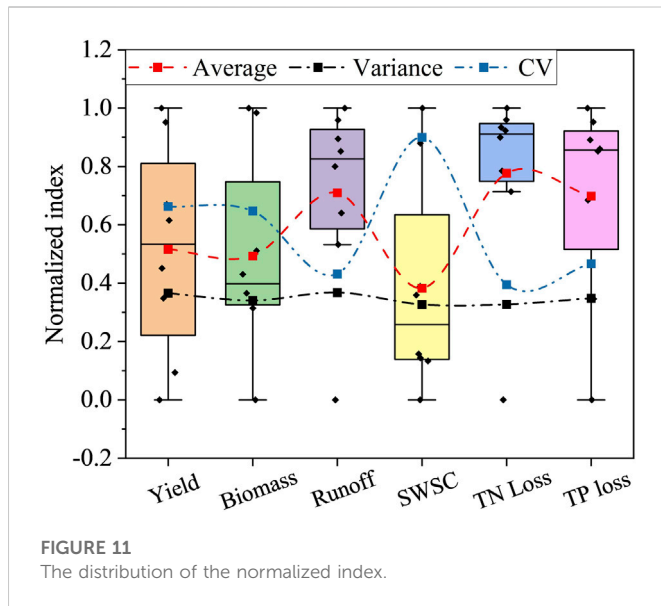 1.2
Average Variance CV
1.0
0.8
0.6
0.4
0.2
0.0
-0.2
Normalized index
Yield Biomass Runoff SWSC TN Loss TP loss
FIGURE 11
The distribution of the normalized index.